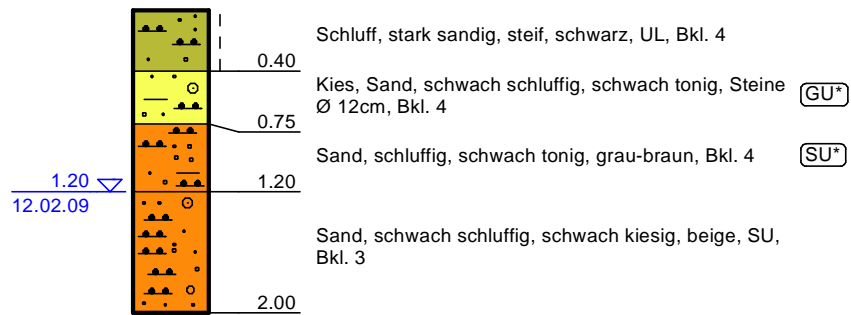 Schluff, stark sandig, steif, schwarz, UL, Bkl. 4
0.40
Kies, Sand, schwach schluffig, schwach tonig, Steine
Ø 12cm, Bkl. 4
GU*
0.75
Sand, schluffig, schwach tonig, grau-braun, Bkl. 4
SU*
1.20
1.20
12.02.09
Sand, schwach schluffig, schwach kiesig, beige, SU,
Bkl. 3
2.00